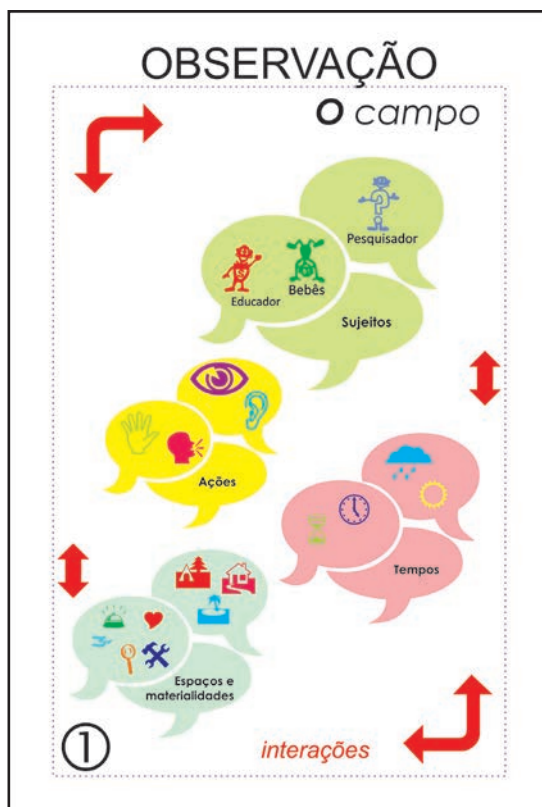 OBSERVAÇÃO
O campo
Pesquisador
Educador
Bebês
Sujeitos
Ações
Tempos
Espaços e
materialidades
1
interações